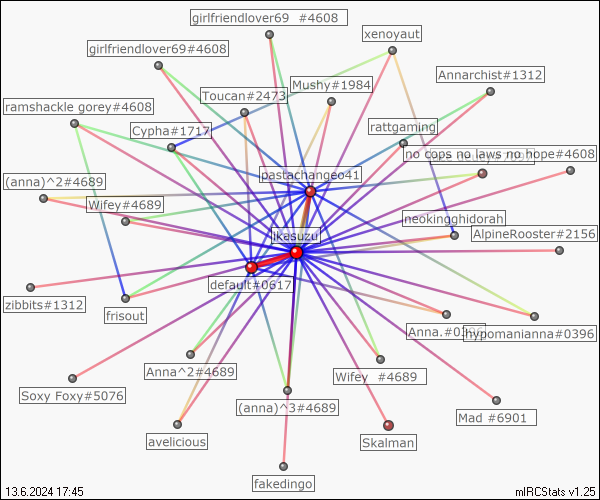 girlfriendlover69 #4608
xenoyaut
girlfriendlover69#4608
Annarchist#1312
Mushy#1984
Toucan#2473
ramshackle gorey#4608
Cypha#1717
rattgaming
no cops no laws no hope#4608
pastachangeo41
(anna)^2#4689
Wifey#4689
neokingghidorah
AlpineRooster#2156
ikesuzu
default#0617
zibbits#1312
frisout
Anna.#0
hypomanianna#0396
Anna^2#4689
Wifey #4689
Soxy Foxy#5076
(anna)^3#4689
Mad #6901
avelicious
Skalman
fakedingo
13.6.2024 17:45
mIRCStats v1.25